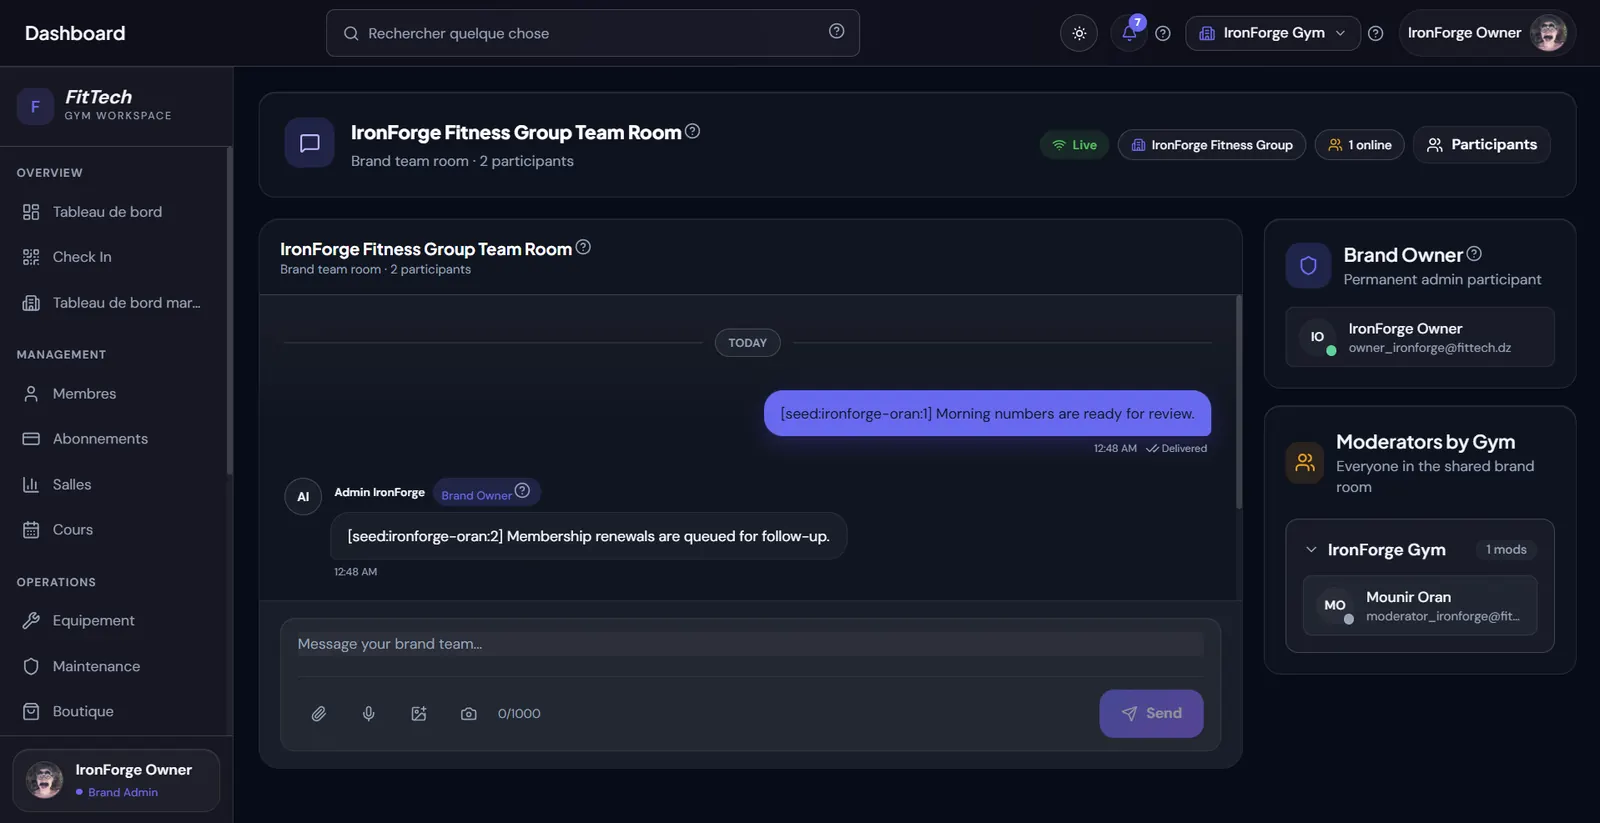 Dashboard
Rechercher quelque chose
7
IronForge Gym
IronForge Owner
F
FitTech
GYM WORKSPACE
OVERVIEW
Tableau de bord
Check In
Tableau de bord mar...
MANAGEMENT
Membres
Abonnements
Salles
Cours
OPERATIONS
Equipement
Maintenance
Boutique
IronForge Owner
Brand Admin
IronForge Fitness Group Team Room
Brand team room · 2 participants
Live
IronForge Fitness Group
1 online
Participants
IronForge Fitness Group Team Room
Brand team room · 2 participants
TODAY
[seed:ironforge-oran:1] Morning numbers are ready for review.
12:48 AM Delivered
AI
Admin IronForge
Brand Owner
[seed:ironforge-oran:2] Membership renewals are queued for follow-up.
12:48 AM
Message your brand team...
0/1000
Send
Brand Owner
Permanent admin participant
IO
IronForge Owner
owner_ironforge@fittech.dz
Moderators by Gym
Everyone in the shared brand
room
IronForge Gym
1 mods
MO
Mounir Oran
moderator_ironforge@fit...